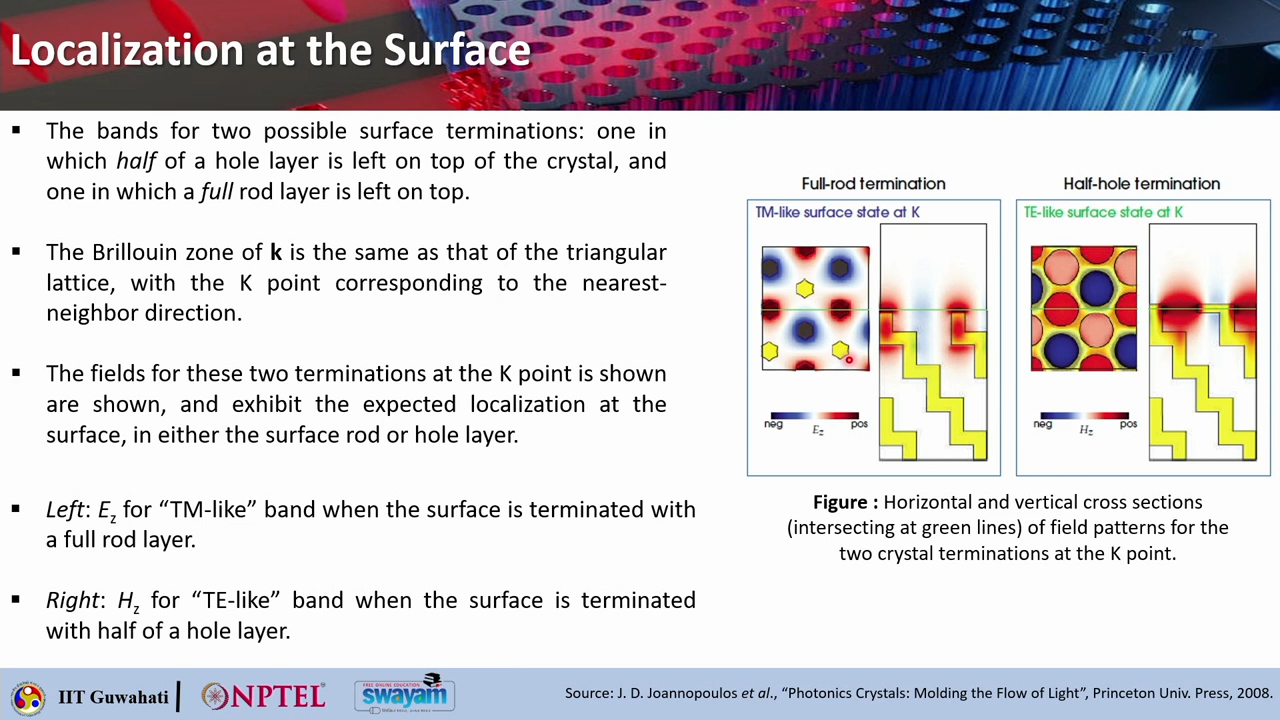 Localization at the Surface
▪ The bands for two possible surface terminations: one in
which half of a hole layer is left on top of the crystal, and
one in which a full rod layer is left on top.
▪ The Brillouin zone of k is the same as that of the triangular
lattice, with the K point corresponding to the nearest-
neighbor direction.
▪ The fields for these two terminations at the K point is shown
are shown, and exhibit the expected localization at the
surface, in either the surface rod or hole layer.
▪ Left: Ez for “TM-like” band when the surface is terminated with
a full rod layer.
▪ Right: Hz for “TE-like” band when the surface is terminated
with half of a hole layer.
Full-rod termination
TM-like surface state at K
neg Ez pos
Half-hole termination
TE-like surface state at K
neg Hz pos
Figure : Horizontal and vertical cross sections
(intersecting at green lines) of field patterns for the
two crystal terminations at the K point.
IIT Guwahati
NPTEL
FREE ONLINE EDUCATION
swayam
Source: J. D. Joannopoulos et al., “Photonics Crystals: Molding the Flow of Light”, Princeton Univ. Press, 2008.